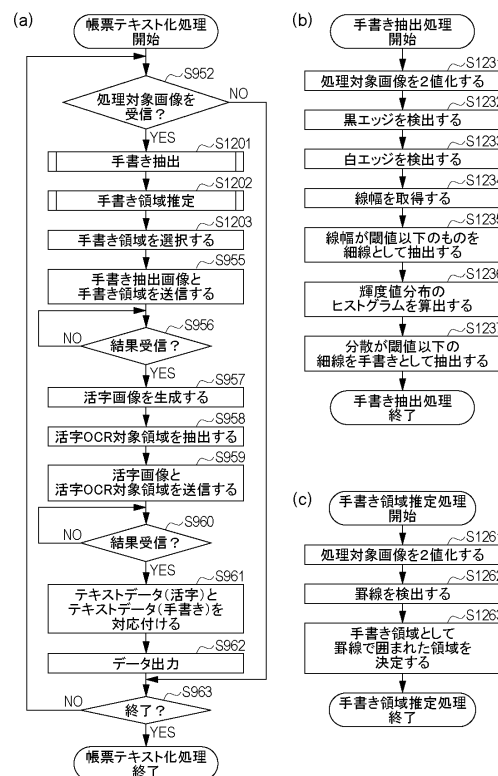 (a)
帳票テキスト化処理
開始
S952
処理対象画像を
受信?
NO
YES
S1201
手書き抽出
S1202
手書き領域推定
S1203
手書き領域を選択する
S955
手書き抽出画像と
手書き領域を送信する
S956
NO
結果受信?
YES
S957
活字画像を生成する
S958
活字OCR対象領域を抽出する
S959
活字画像と
活字OCR対象領域を送信する
S960
NO
結果受信?
YES
S961
テキストデータ(活字)と
テキストデータ(手書き)を
対応付ける
S962
データ出力
S963
NO
終了?
YES
帳票テキスト化処理
終了
(b)
手書き抽出処理
開始
S1231
処理対象画像を2値化する
S1232
黒エッジを検出する
S1233
白エッジを検出する
S1234
線幅を取得する
S1235
線幅が閾値以下のものを
細線として抽出する
S1236
輝度値分布の
ヒストグラムを算出する
S1237
分散が閾値以下の
細線を手書きとして抽出する
手書き抽出処理
終了
(c)
手書き領域推定処理
開始
S1261
処理対象画像を2値化する
S1262
罫線を検出する
S1263
手書き領域として
罫線で囲まれた領域を
決定する
手書き領域推定処理
終了